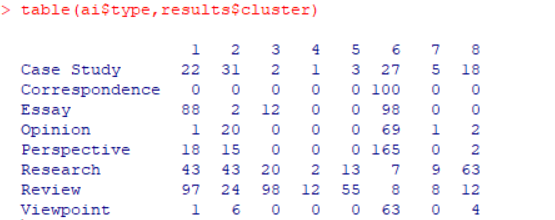 > table(ai$type,results$cluster)
1 2 3 4 5 6 7 8
Case Study 22 31 2 1 3 27 5 18
Correspondence 0 0 0 0 0 100 0 0
Essay 88 2 12 0 0 98 0 0
Opinion 1 20 0 0 0 69 1 2
Perspective 18 15 0 0 0 165 0 2
Research 43 43 20 2 13 7 9 63
Review 97 24 98 12 55 8 8 12
Viewpoint 1 6 0 0 0 63 0 4